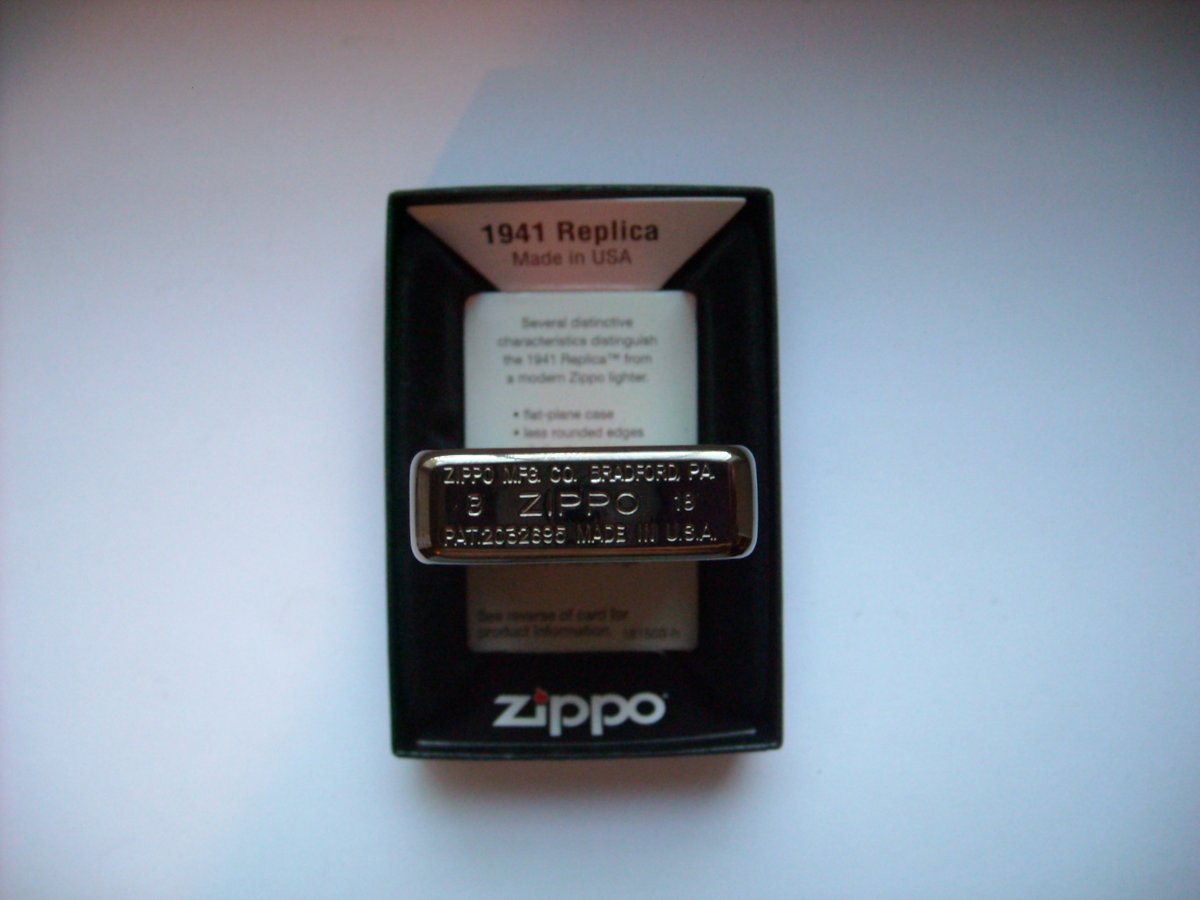 1941 Replica
Made in USA
Several distinctive
characteristics distinguish
the 1941 Replica™ from
a modern Zippo lighter.
• flat-plane case
• less rounded edges
ZIPPO MFG. CO. BRADFORD, PA.
B ZIPPO 18
PAT.2032695 MADE IN U.S.A.
See reverse of card for
product information.
zippo